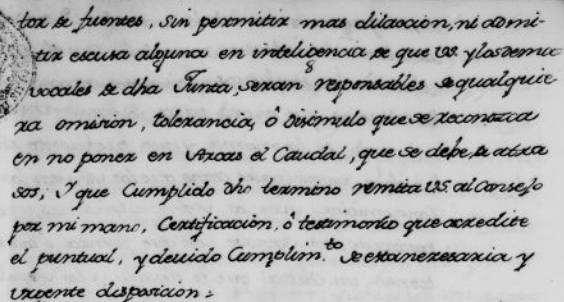 tor de fuentes, sin permitir mas dilacion, ni admi-
tir escusa alguna en inteligencia de que VS. y los demas
vocales de dha Junta, seran responsables de qualquie-
ra omision, tolerancia, ô disimulo que se reconozca
en no poner en Arcas el Caudal, que se debe, de atra
sos, y que Cumplido dho termino remita VS. al Consejo
por mi mano, Certificacion, ô testimonio que acredite
el puntual, y devido Cumplim.to de esta nezesaria y
urgente disposicion: